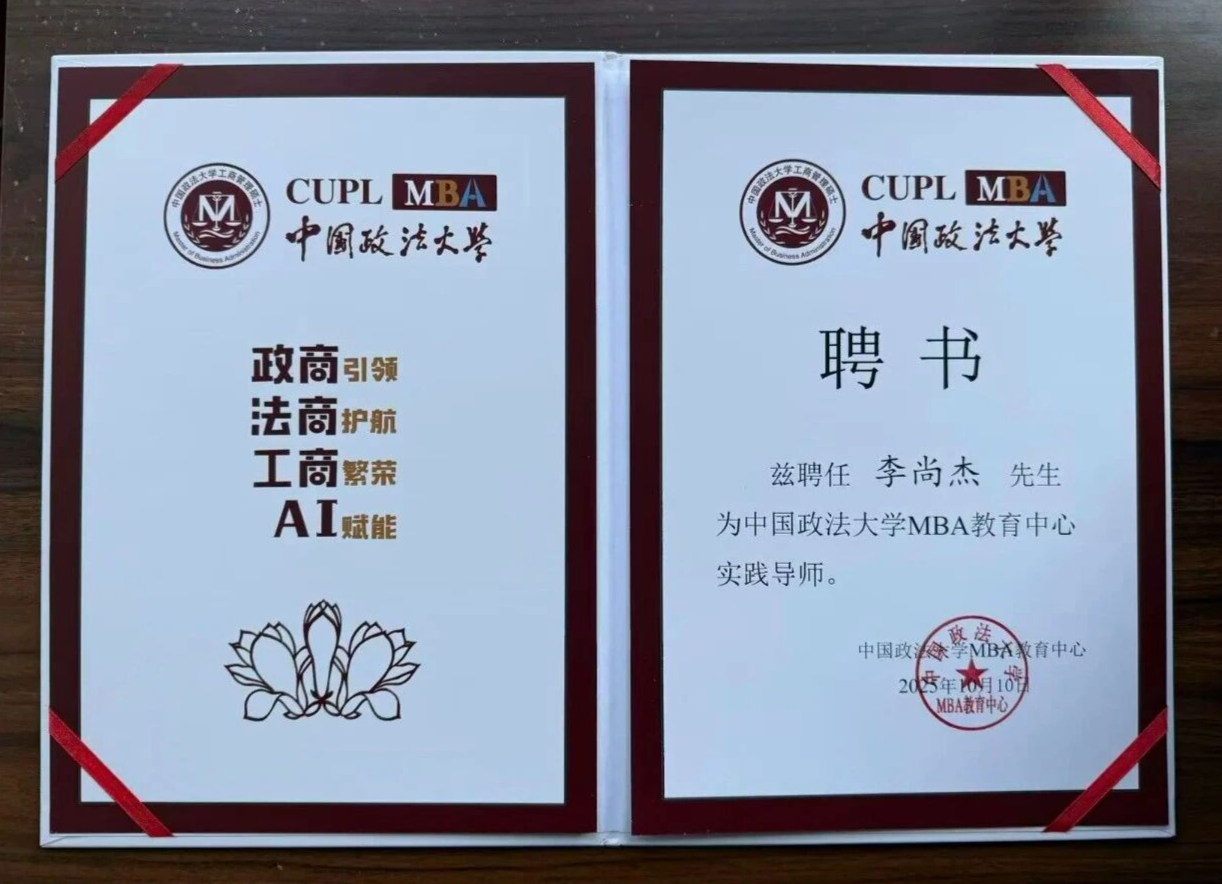 中国政法大学工商管理硕士
Master of Business Administration
CUPL MBA
中国政法大学
政商引领
法商护航
工商繁荣
AI赋能
中国政法大学工商管理硕士
Master of Business Administration
CUPL MBA
中国政法大学
聘书
兹聘任 李尚杰 先生
为中国政法大学MBA教育中心
实践导师。
中国政法大学MBA教育中心
2025年10月10日
中国政法大学
MBA教育中心